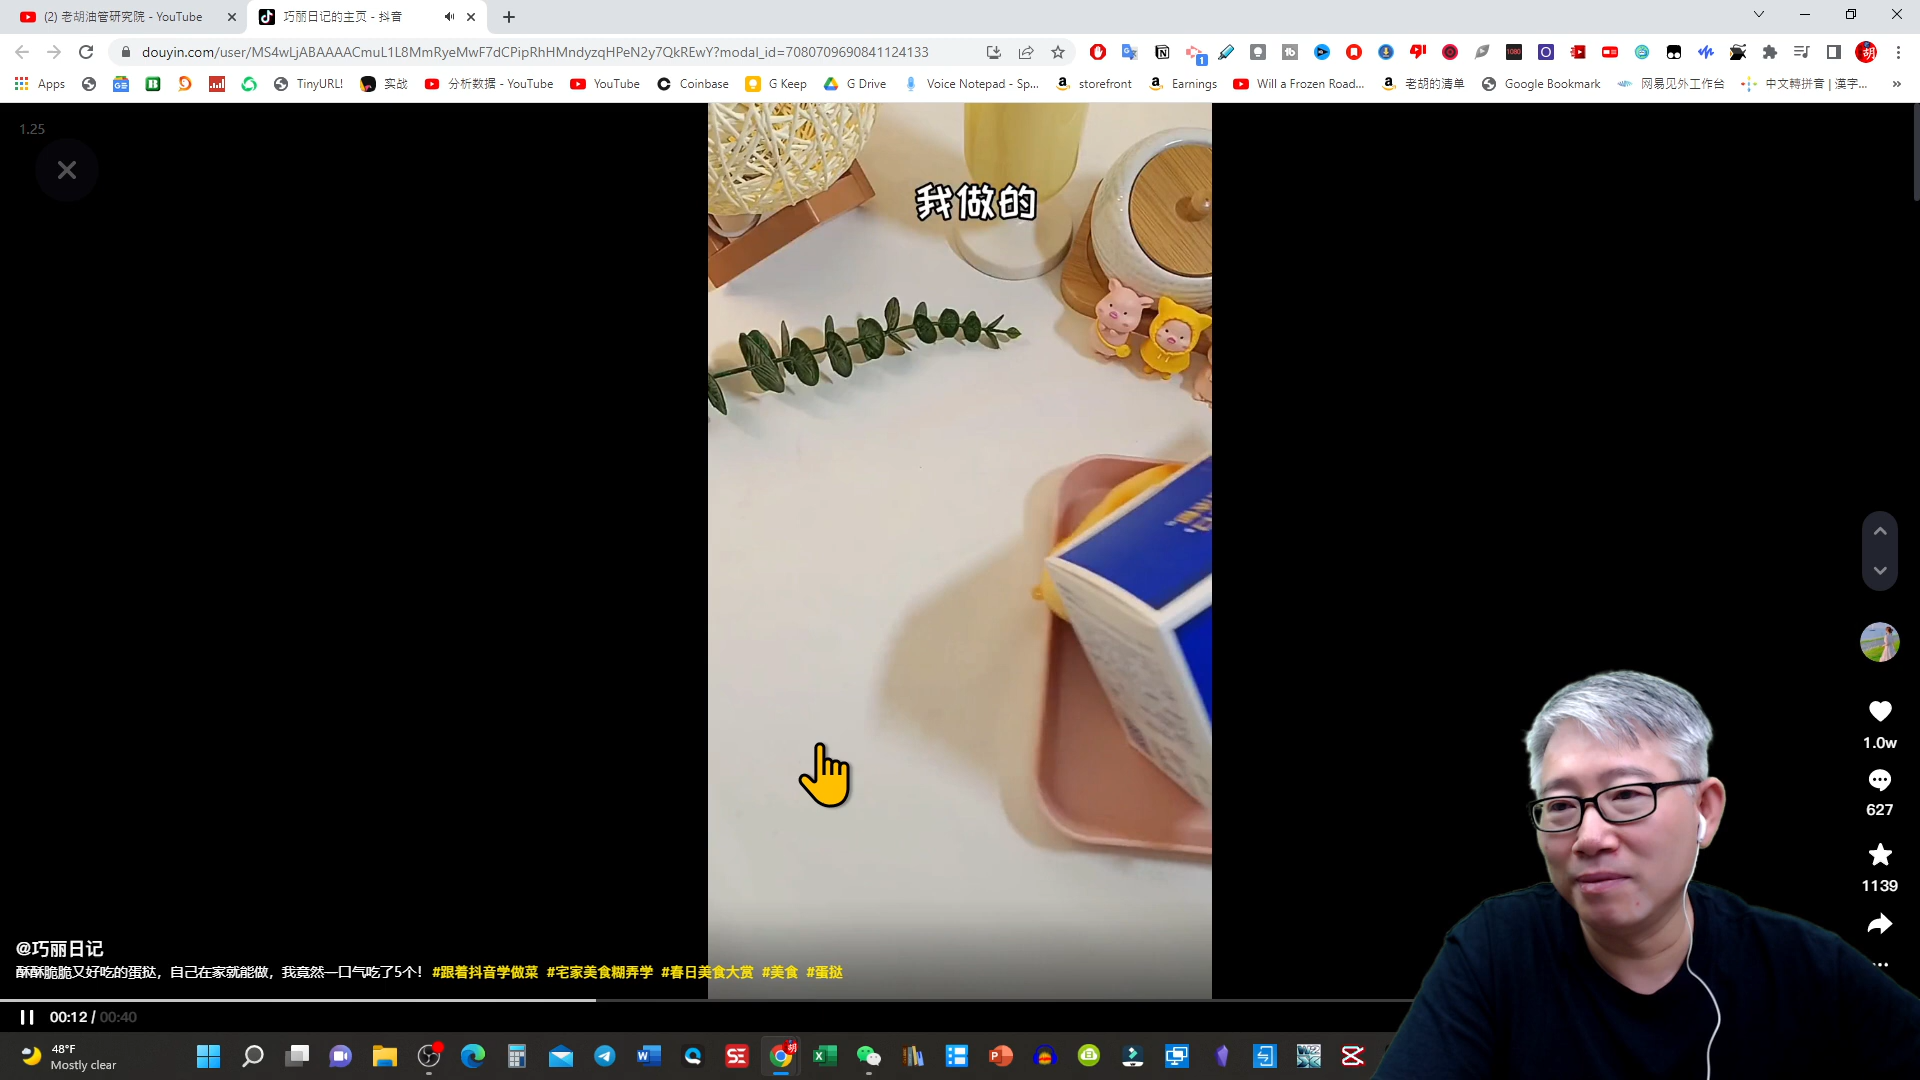 (2) 老胡油管研究院 - YouTube
巧丽日记的主页 - 抖音
douyin.com/user/MS4wLjABAAAACmuL1L8MmRyeMwF7dCPipRhHMndyzqHPeN2y7QkREwY?modal_id=7080709690841124133
Apps TinyURL! 实战 分析数据 - YouTube YouTube Coinbase G Keep G Drive Voice Notepad - Sp... storefront Earnings Will a Frozen Road... 老胡的清单 Google Bookmark 网易见外工作台 中文轉拼音 | 漢字...
1.25
我做的
1.0w
627
1139
@巧丽日记
酥酥脆脆又好吃的蛋挞，自己在家就能做，我竟然一口气吃了5个！ #跟着抖音学做菜 #宅家美食糊弄学 #春日美食大赏 #美食 #蛋挞
00:12 / 00:40
48°F
Mostly clear